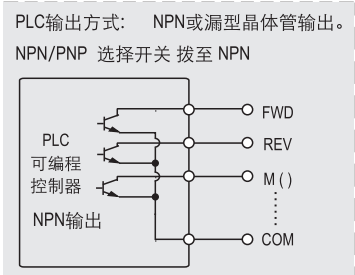 PLC输出方式: NPN或漏型晶体管输出。
NPN/PNP 选择开关 拨至 NPN
FWD
PLC
可编程
控制器
NPN输出
REV
M ( )
COM